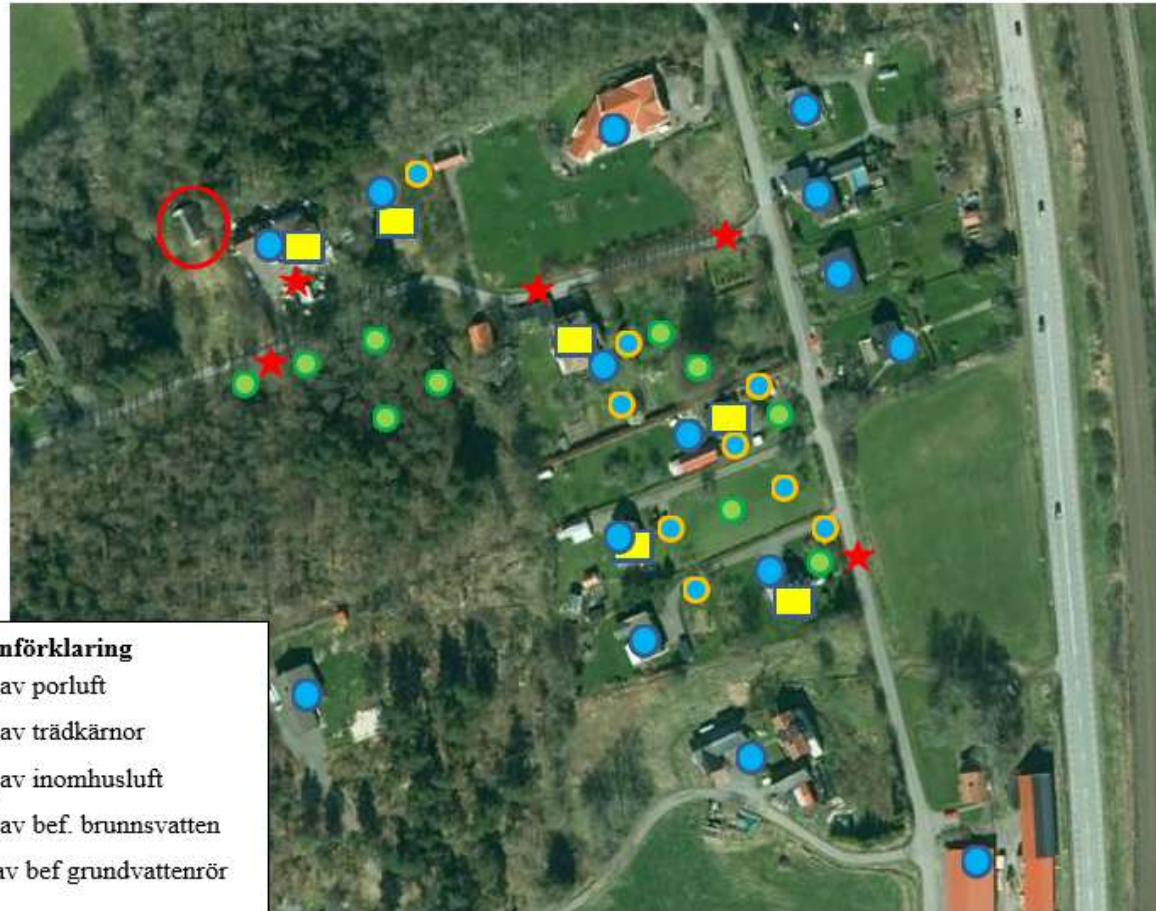 nförklaring
av porluft
av trädkärnor
av inomhusluft
av bef. brunnsvatten
av bef grundvattenrör